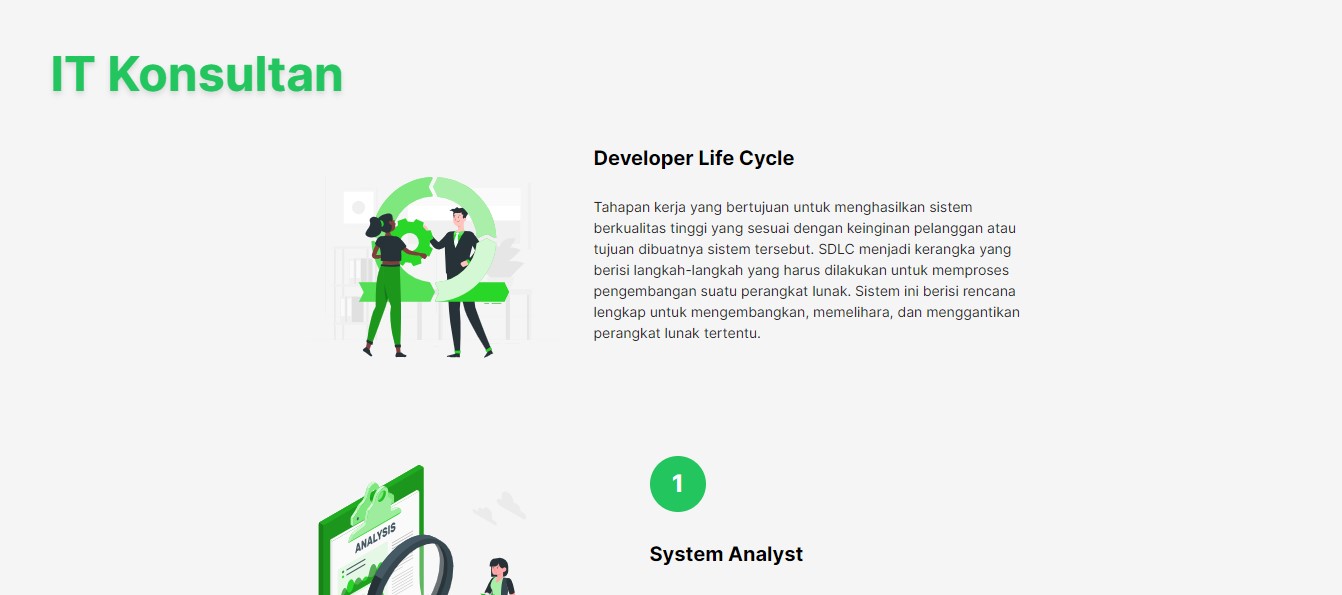 IT Konsultan
Developer Life Cycle
Tahapan kerja yang bertujuan untuk menghasilkan sistem
berkualitas tinggi yang sesuai dengan keinginan pelanggan atau
tujuan dibuatnya sistem tersebut. SDLC menjadi kerangka yang
berisi langkah-langkah yang harus dilakukan untuk memproses
pengembangan suatu perangkat lunak. Sistem ini berisi rencana
lengkap untuk mengembangkan, memelihara, dan menggantikan
perangkat lunak tertentu.
1
ANALYSIS
System Analyst